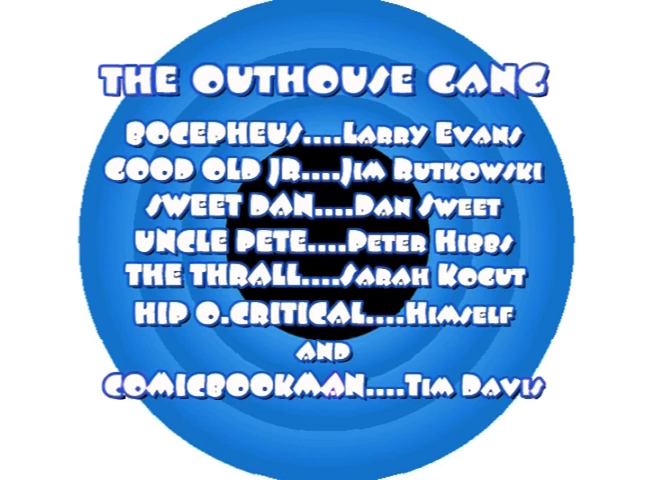 THE OUTHOUSE GANG
BOCEPHEUS....LARRY EVANS
GOOD OLD JR....JIM RUTKOWSKI
SWEET DAN....DAN SWEET
UNCLE PETE....PETER HIBBS
THE THRALL....SARAH KOGUT
HIP O.CRITICAL....HIMSELF
AND
COMICBOOKMAN....TIM DAVIS